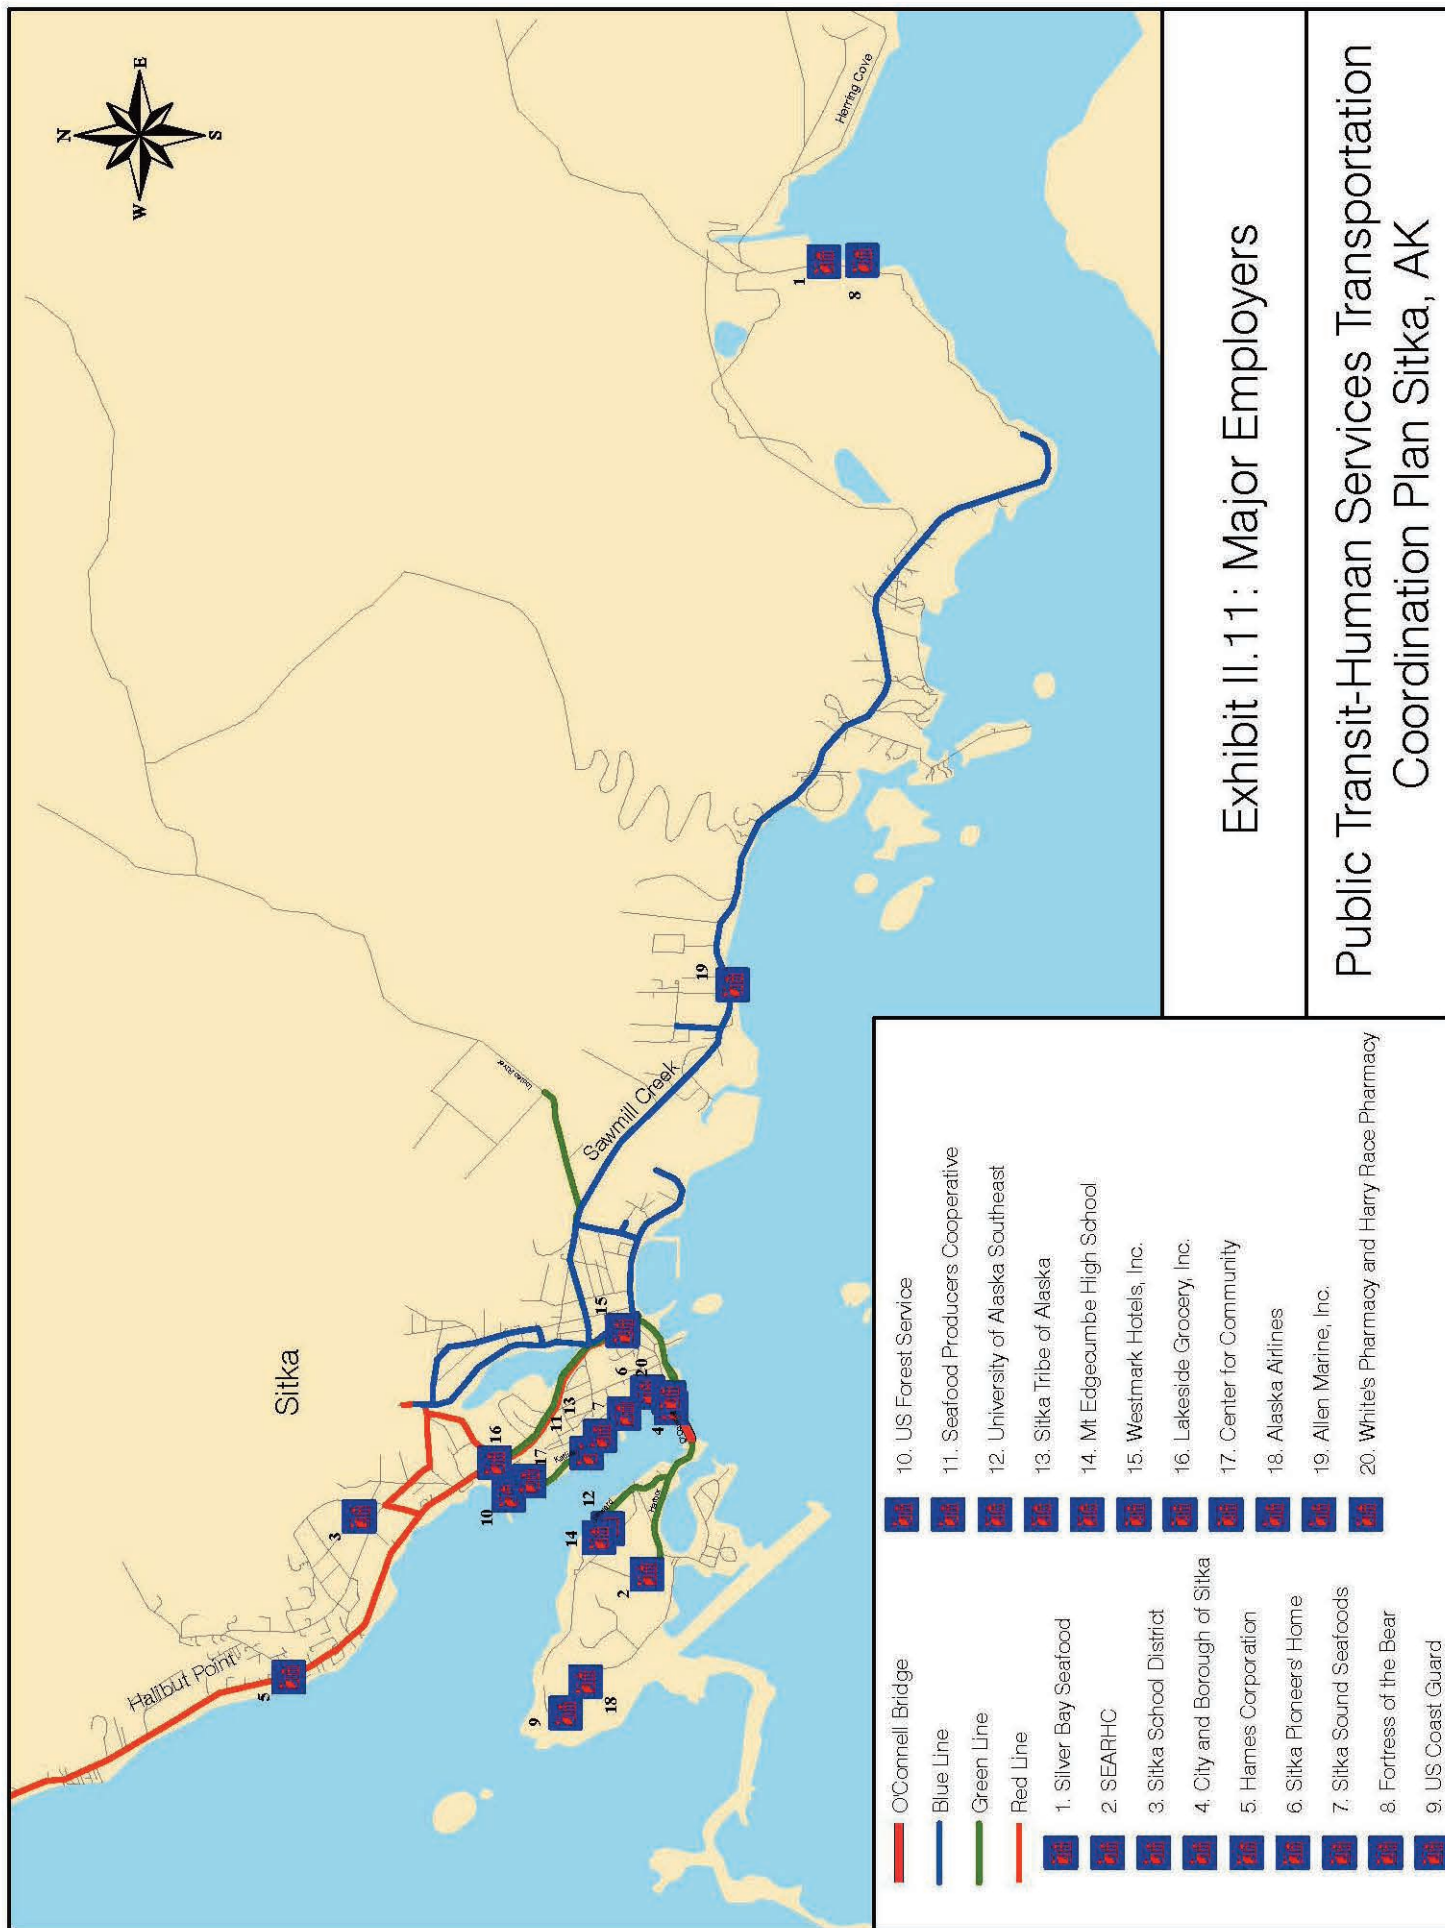 N
E
S
W
Herring Cove
Sitka
Halibut Point
Sawmill Creek
Indian River
Harbor
1
8
19
15
6
20
7
4
13
11
16
17
10
12
14
2
3
5
9
18
O'Connell Bridge
Blue Line
Green Line
Red Line
1. Silver Bay Seafood
2. SEARHC
3. Sitka School District
4. City and Borough of Sitka
5. Hames Corporation
6. Sitka Pioneers' Home
7. Sitka Sound Seafoods
8. Fortress of the Bear
9. US Coast Guard
10. US Forest Service
11. Seafood Producers Cooperative
12. University of Alaska Southeast
13. Sitka Tribe of Alaska
14. Mt Edgecumbe High School
15. Westmark Hotels, Inc.
16. Lakeside Grocery, Inc.
17. Center for Community
18. Alaska Airlines
19. Allen Marine, Inc.
20. White's Pharmacy and Harry Race Pharmacy
Exhibit II.11: Major Employers
Public Transit-Human Services Transportation
Coordination Plan Sitka, AK